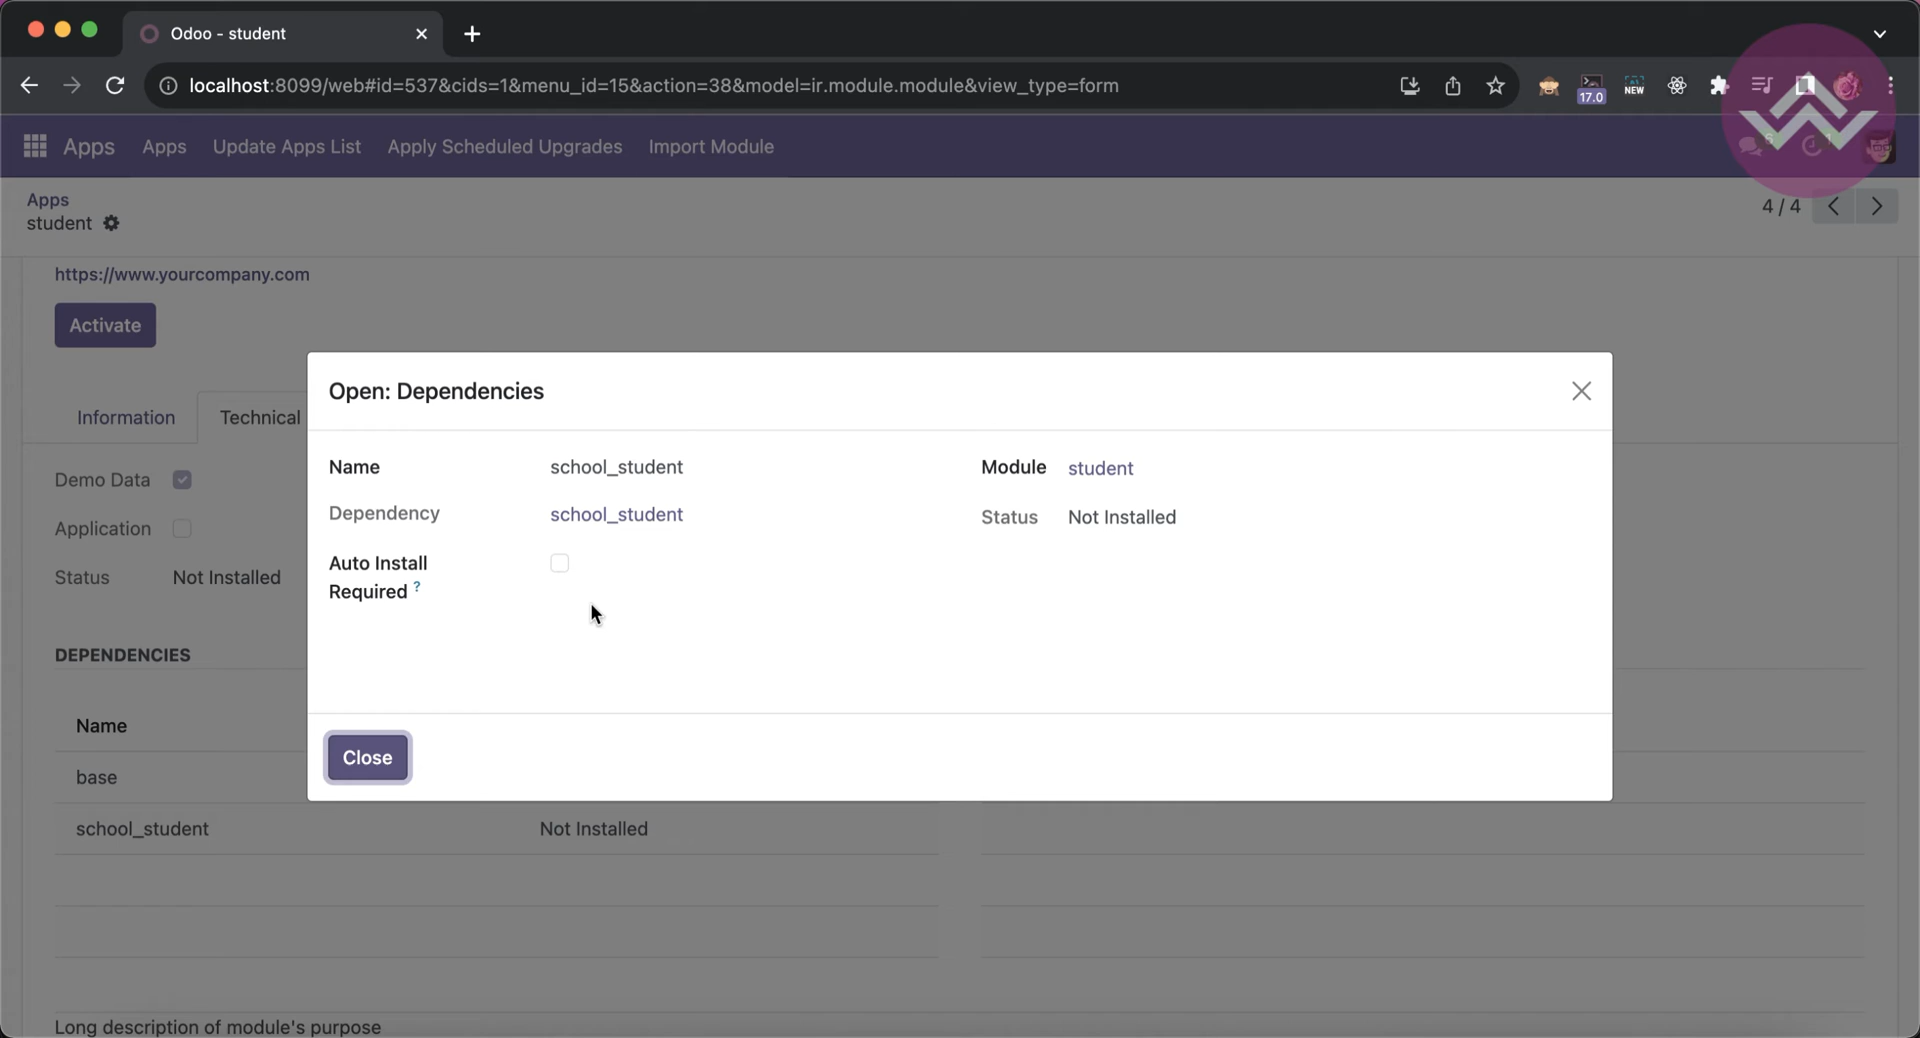 Odoo - student
localhost:8099/web#id=537&cids=1&menu_id=15&action=38&model=ir.module.module&view_type=form
17.0
NEW
Apps
Apps
Update Apps List
Apply Scheduled Upgrades
Import Module
Apps
student
4 / 4
https://www.yourcompany.com
Activate
Information
Technical
Demo Data
Application
Status Not Installed
DEPENDENCIES
Name
base
school_student Not Installed
Long description of module's purpose
Open: Dependencies
Name school_student
Module student
Dependency school_student
Status Not Installed
Auto Install
Required ?
Close